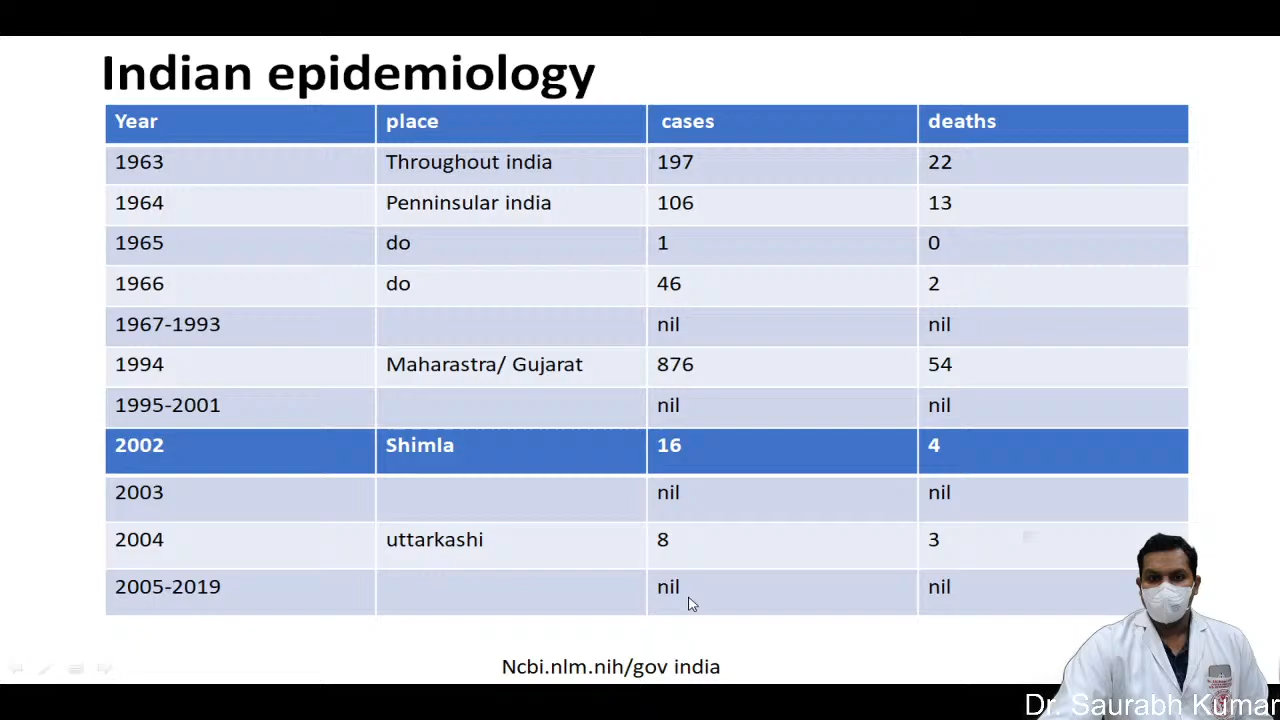 Indian epidemiology
Year place cases deaths
1963 Throughout india 197 22
1964 Penninsular india 106 13
1965 do 1 0
1966 do 46 2
1967-1993 nil nil
1994 Maharastra/ Gujarat 876 54
1995-2001 nil nil
2002 Shimla 16 4
2003 nil nil
2004 uttarkashi 8 3
2005-2019 nil nil
Ncbi.nlm.nih/gov india
Dr. Saurabh Kumar